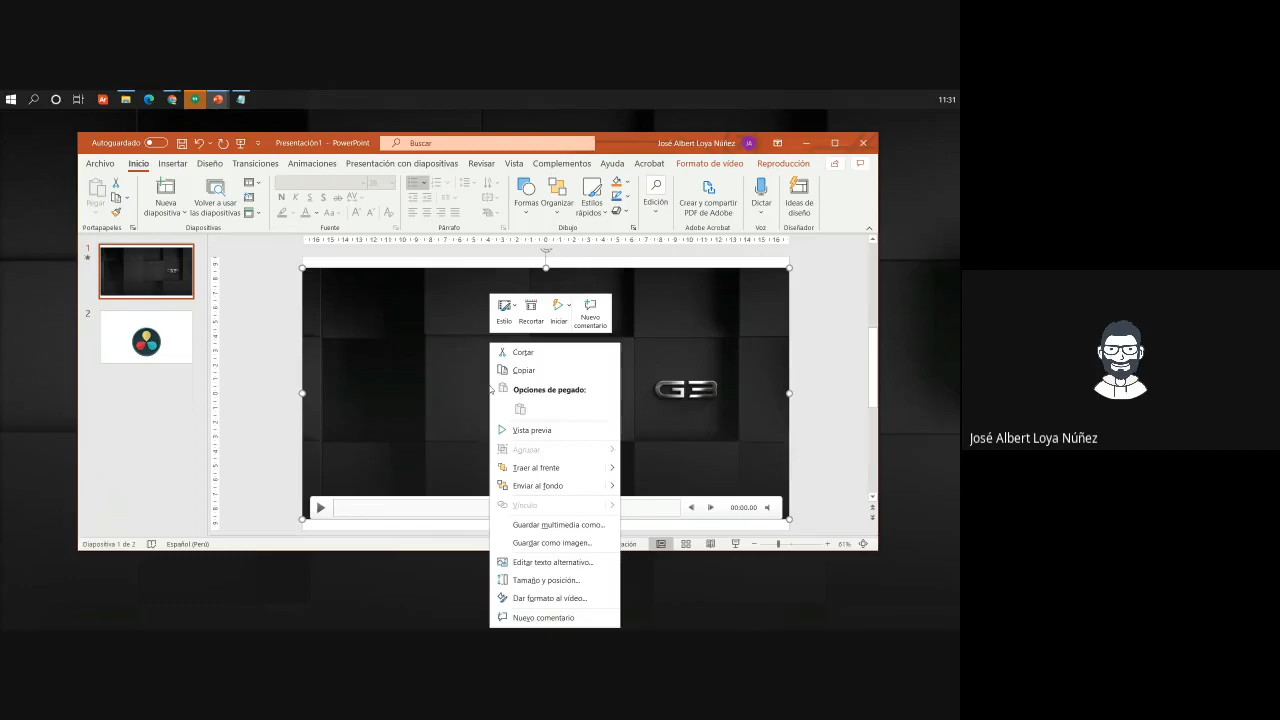 11:31
Autoguardado
Presentación1 - PowerPoint
Buscar
José Albert Loya Núñez
JA
Archivo Inicio Insertar Diseño Transiciones Animaciones Presentación con diapositivas Revisar Vista Complementos Ayuda Acrobat Formato de vídeo Reproducción
Pegar
Nueva diapositiva
Volver a usar las diapositivas
Formas
Organizar
Estilos rápidos
Edición
Crear y compartir PDF de Adobe
Dictar
Ideas de diseño
Portapapeles
Diapositivas
Fuente
Párrafo
Dibujo
Adobe Acrobat
Voz
Diseñador
1
2
G3
Estilo
Recortar
Iniciar
Nuevo comentario
Cortar
Copiar
Opciones de pegado:
Vista previa
Agrupar
Traer al frente
Enviar al fondo
Vínculo
Guardar multimedia como...
Guardar como imagen...
Editar texto alternativo...
Tamaño y posición...
Dar formato al vídeo...
Nuevo comentario
00:00.00
Diapositiva 1 de 2
Español (Perú)
61%
José Albert Loya Núñez